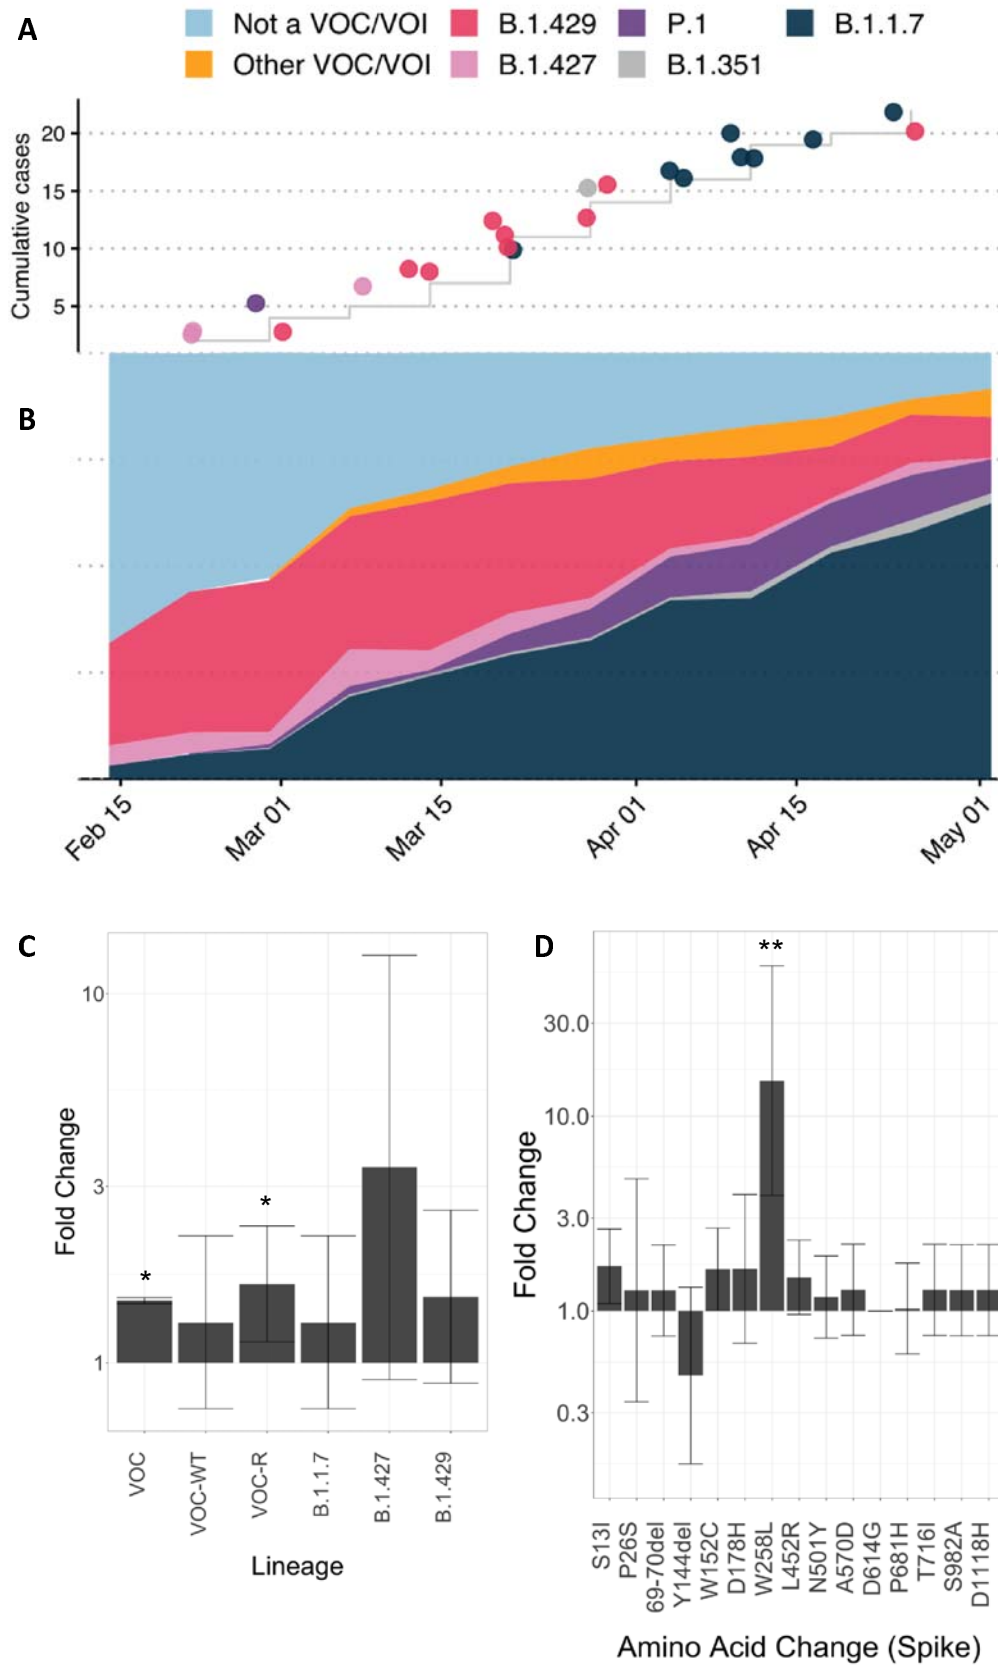 A
Not a VOC/VOI B.1.429 P.1 B.1.1.7
Other VOC/VOI B.1.427 B.1.351
Cumulative cases
20
15
10
5
B
Feb 15 Mar 01 Mar 15 Apr 01 Apr 15 May 01
C
*
*
Fold Change
10
3
1
VOC VOC-WT VOC-R B.1.1.7 B.1.427 B.1.429
Lineage
D
**
Fold Change
30.0
10.0
3.0
1.0
0.3
S13I P26S 69-70del Y144del W152C D178H W258L L452R N501Y A570D D614G P681H T716I S982A D1118H
Amino Acid Change (Spike)